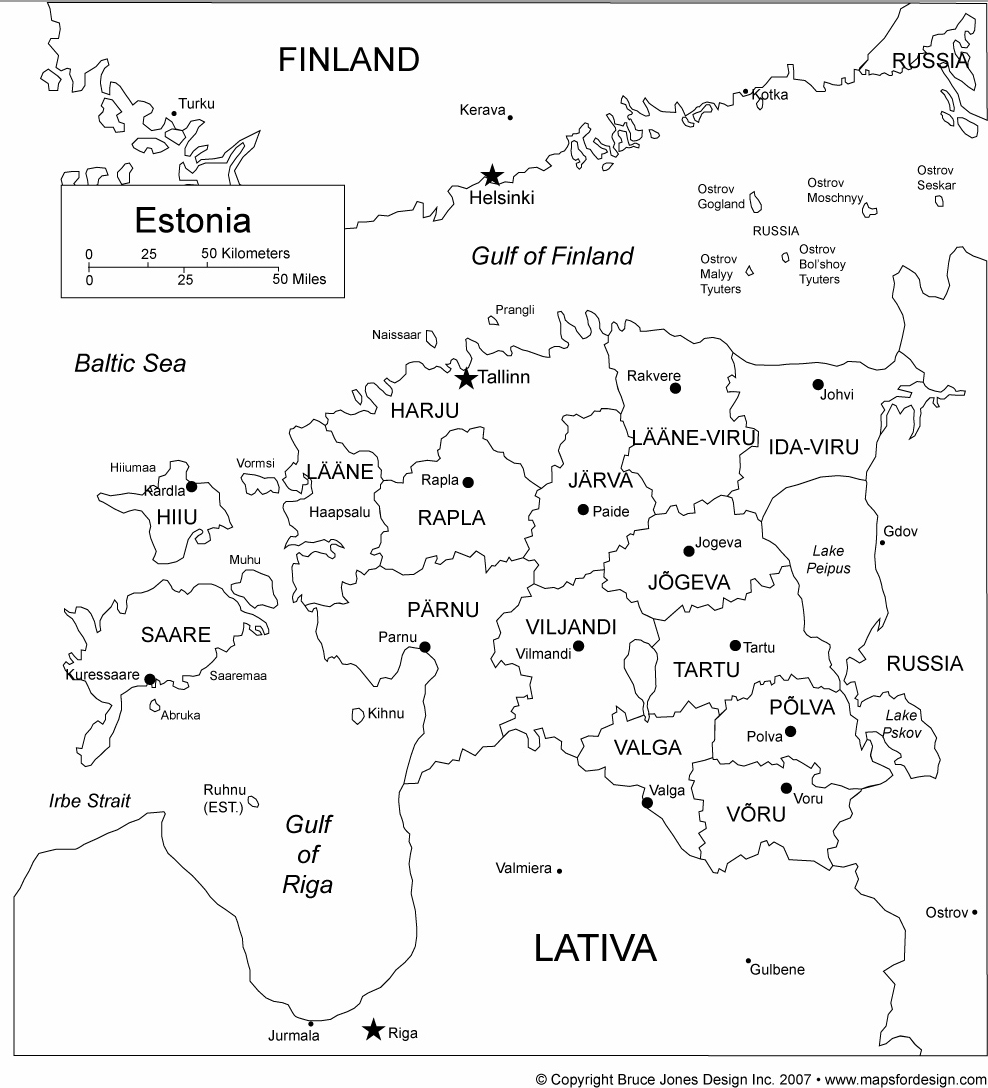 FINLAND
RUSSIA
Turku
Kerava
Kotka
Helsinki
Ostrov
Seskar
Ostrov
Moschnyy
Ostrov
Gogland
RUSSIA
Ostrov
Bol'shoy
Tyuters
Ostrov
Malyy
Tyuters
Estonia
0 25 50 Kilometers
0 25 50 Miles
Gulf of Finland
Prangli
Naissaar
Baltic Sea
Tallinn
HARJU
Rakvere
Johvi
LÄÄNE-VIRU
IDA-VIRU
Hiiumaa
Kardla
HIIU
Vormsi
LÄÄNE
Haapsalu
Rapla
RAPLA
JÄRVA
Paide
Jogeva
JÕGEVA
Lake
Peipus
Gdov
Muhu
SAARE
Kuressaare
Saaremaa
Abruka
PÄRNU
Parnu
Kihnu
VILJANDI
Vilmandi
Tartu
TARTU
RUSSIA
PÕLVA
Polva
Lake
Pskov
VALGA
Valga
Voru
VÕRU
Irbe Strait
Ruhnu
(EST.)
Gulf
of
Riga
Valmiera
LATIVA
Ostrov
Gulbene
Jurmala
Riga
© Copyright Bruce Jones Design Inc. 2007 • www.mapsfordesign.com